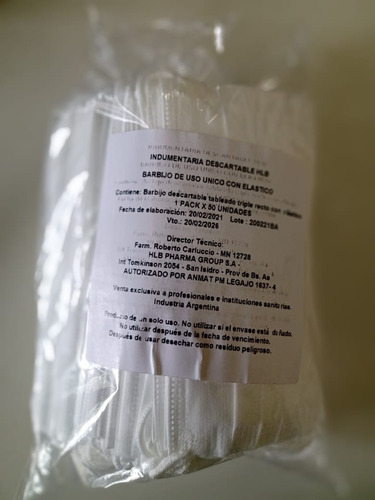 INDUMENTARIA DESCARTABLE HLB
BARBIJO DE USO UNICO CON ELASTICO
Contiene: Barbijo descartable tableado triple recto con elástico
1 PACK X 50 UNIDADES
Fecha de elaboración: 20/02/2021 Lote : 200221BA
Vto.: 20/02/2026
Director Técnico:
Farm. Roberto Carluccio - MN 12728
HLB PHARMA GROUP S.A
Int Tomkinson 2054 - San Isidro - Prov de Bs. As
AUTORIZADO POR ANMAT PM LEGAJO 1637- 4
Venta exclusiva a profesionales e instituciones sanitarias.
Industria Argentina
Producto de un solo uso. No utilizar si el envase está dañado.
No utilizar después de la fecha de vencimiento.
Después de usar desechar como residuo peligroso.